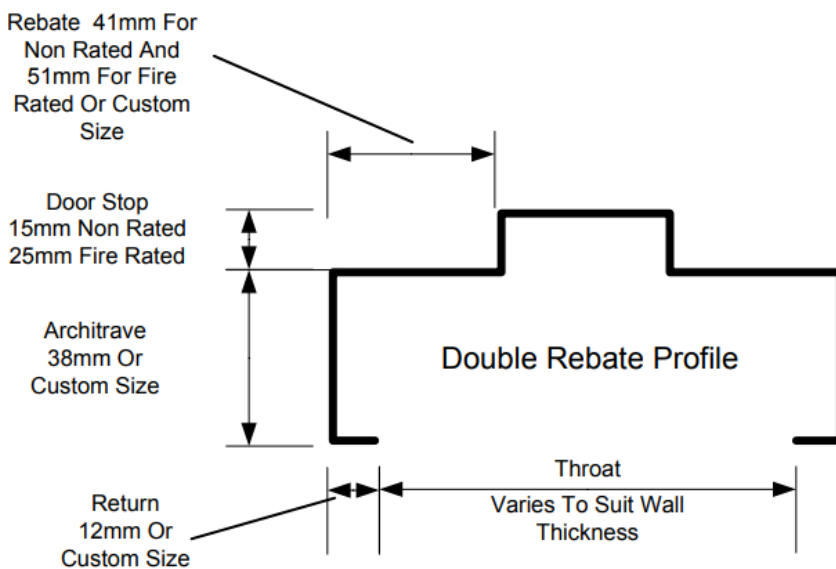 Rebate 41mm For
Non Rated And
51mm For Fire
Rated Or Custom
Size
Door Stop
15mm Non Rated
25mm Fire Rated
Architrave
38mm Or
Custom Size
Double Rebate Profile
Return
12mm Or
Custom Size
Throat
Varies To Suit Wall
Thickness